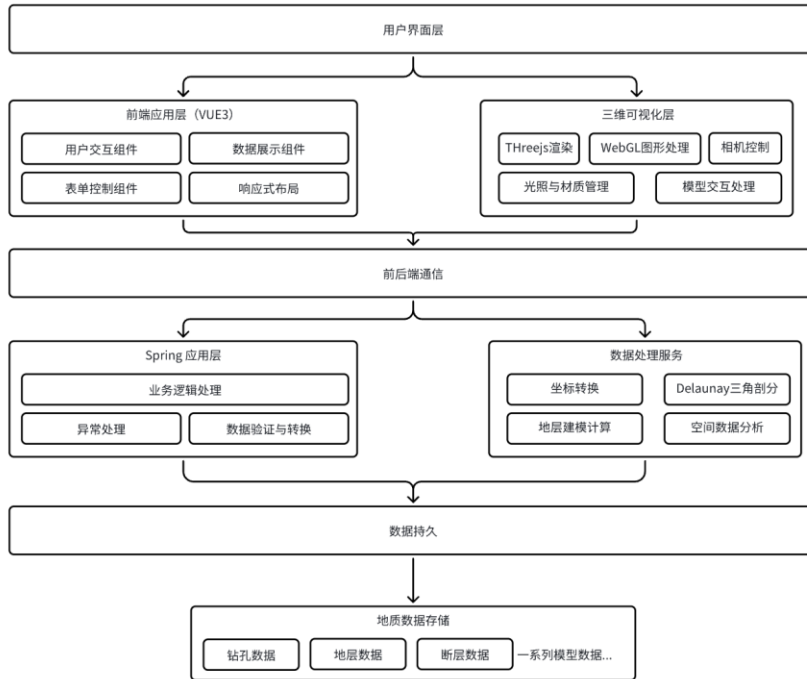 用户界面层
前端应用层（VUE3）
用户交互组件
数据展示组件
表单控制组件
响应式布局
三维可视化层
THreejs渲染
WebGL图形处理
相机控制
光照与材质管理
模型交互处理
前后端通信
Spring 应用层
业务逻辑处理
异常处理
数据验证与转换
数据处理服务
坐标转换
Delaunay三角剖分
地层建模计算
空间数据分析
数据持久
地质数据存储
钻孔数据
地层数据
断层数据
一系列模型数据...